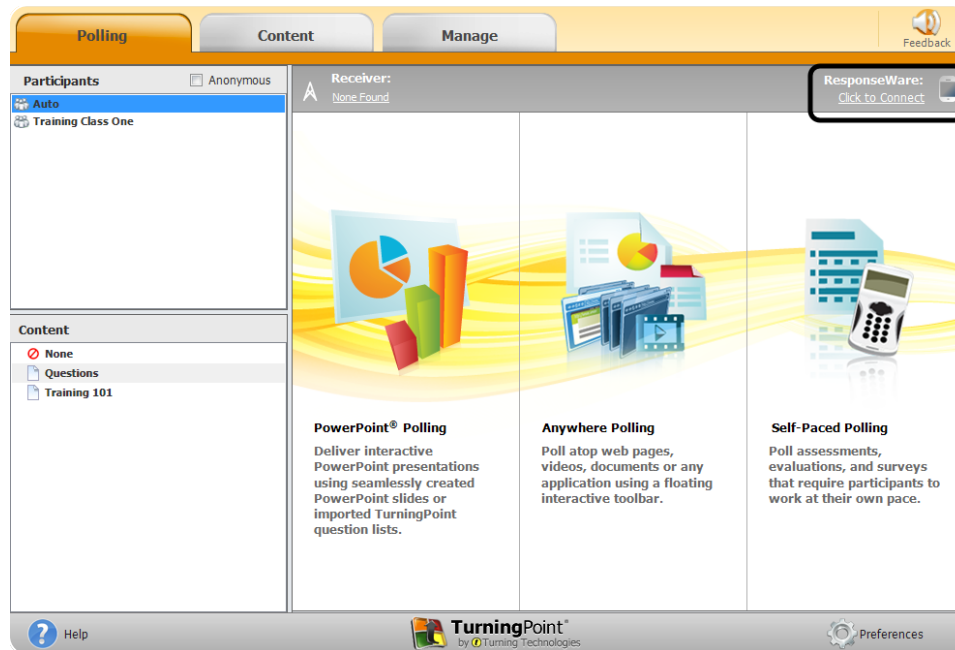 Polling
Content
Manage
Feedback
Participants
Anonymous
Auto
Training Class One
Receiver:
None Found
ResponseWare:
Click to Connect
Content
None
Questions
Training 101
PowerPoint® Polling
Deliver interactive
PowerPoint presentations
using seamlessly created
PowerPoint slides or
imported TurningPoint
question lists.
Anywhere Polling
Poll atop web pages,
videos, documents or any
application using a floating
interactive toolbar.
Self-Paced Polling
Poll assessments,
evaluations, and surveys
that require participants to
work at their own pace.
Help
TurningPoint®
by Turning Technologies
Preferences